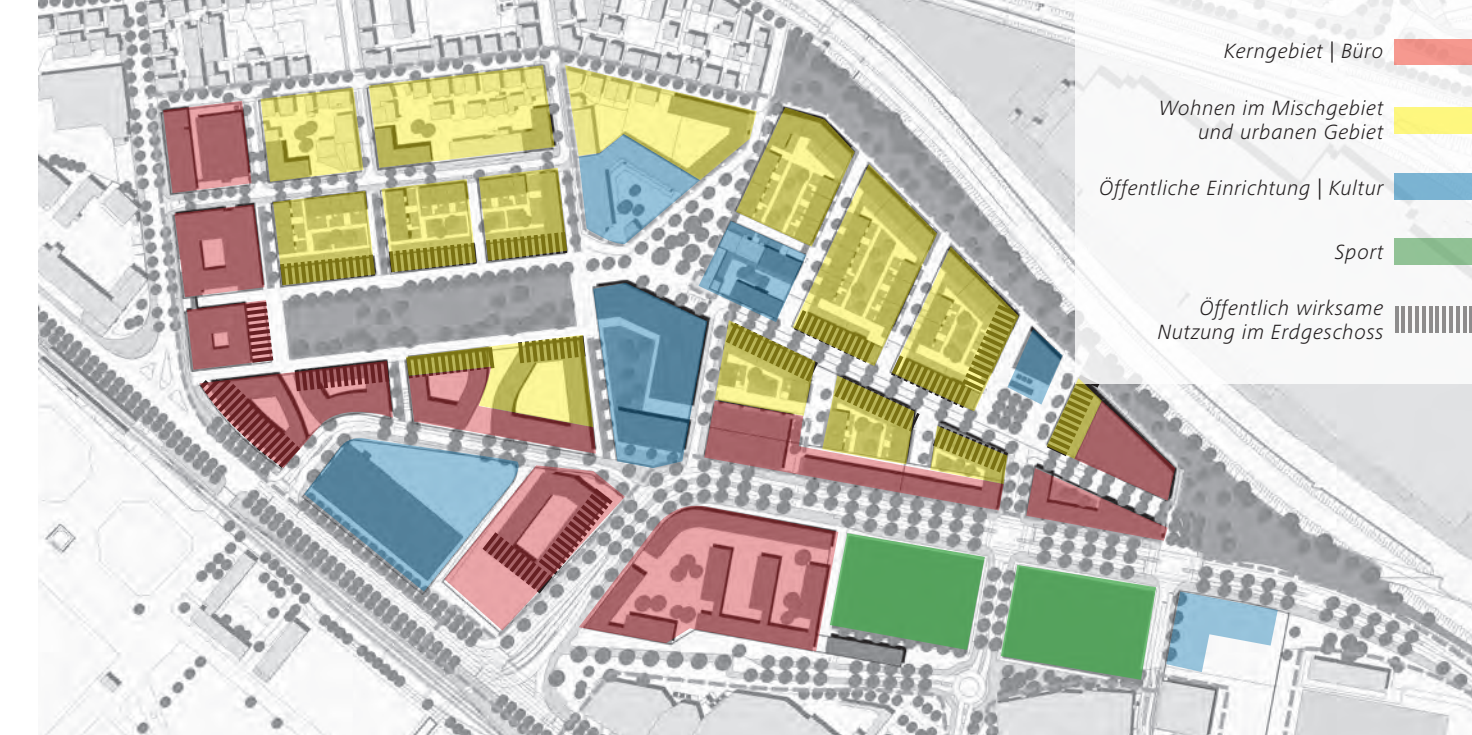 Kerngebiet | Büro
Wohnen im Mischgebiet
und urbanen Gebiet
Öffentliche Einrichtung | Kultur
Sport
Öffentlich wirksame
Nutzung im Erdgeschoss